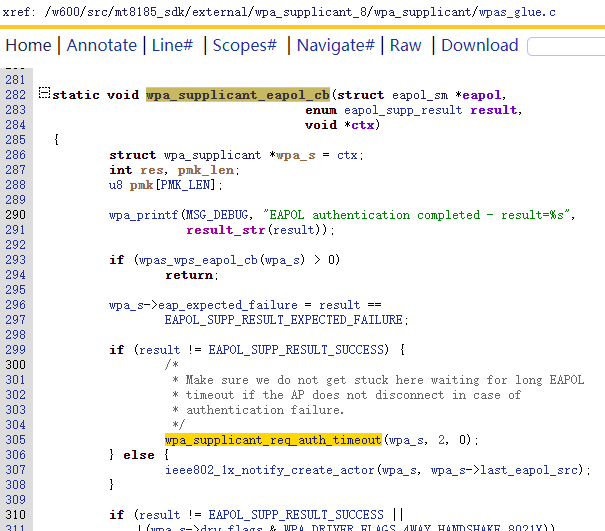 xref: /w600/src/mt8185_sdk/external/wpa_supplicant_8/wpa_supplicant/wpas_glue.c
Home | Annotate | Line# | Scopes# | Navigate# | Raw | Download
281
282 static void wpa_supplicant_eapol_cb(struct eapol_sm *eapol,
283 enum eapol_supp_result result,
284 void *ctx)
285 {
286 struct wpa_supplicant *wpa_s = ctx;
287 int res, pmk_len;
288 u8 pmk[PMK_LEN];
289
290 wpa_printf(MSG_DEBUG, "EAPOL authentication completed - result=%s",
291 result_str(result));
292
293 if (wpas_wps_eapol_cb(wpa_s) > 0)
294 return;
295
296 wpa_s->eap_expected_failure = result ==
297 EAPOL_SUPP_RESULT_EXPECTED_FAILURE;
298
299 if (result != EAPOL_SUPP_RESULT_SUCCESS) {
300 /*
301 * Make sure we do not get stuck here waiting for long EAPOL
302 * timeout if the AP does not disconnect in case of
303 * authentication failure.
304 */
305 wpa_supplicant_req_auth_timeout(wpa_s, 2, 0);
306 } else {
307 ieee802_1x_notify_create_actor(wpa_s, wpa_s->last_eapol_src);
308 }
309
310 if (result != EAPOL_SUPP_RESULT_SUCCESS ||
311 !(wpa_s->drv_flags & WPA_DRIVER_FLAGS_4WAY_HANDSHAKE_8021X))